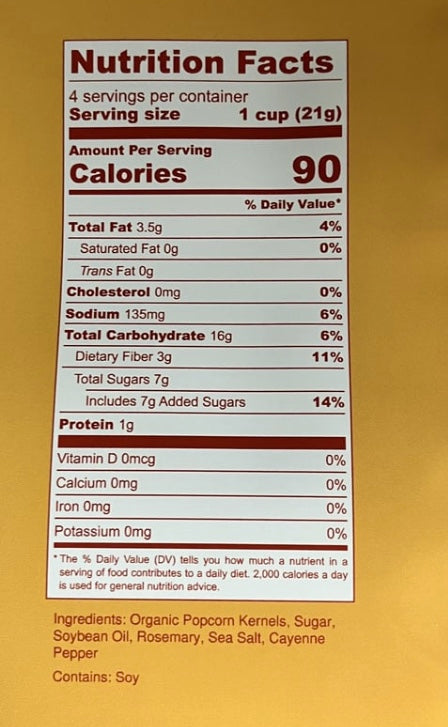 Nutrition Facts
4 servings per container
Serving size 1 cup (21g)
Amount Per Serving
Calories 90
% Daily Value*
Total Fat 3.5g 4%
Saturated Fat 0g 0%
Trans Fat 0g
Cholesterol 0mg 0%
Sodium 135mg 6%
Total Carbohydrate 16g 6%
Dietary Fiber 3g 11%
Total Sugars 7g
Includes 7g Added Sugars 14%
Protein 1g
Vitamin D 0mcg 0%
Calcium 0mg 0%
Iron 0mg 0%
Potassium 0mg 0%
* The % Daily Value (DV) tells you how much a nutrient in a
serving of food contributes to a daily diet. 2,000 calories a day
is used for general nutrition advice.
Ingredients: Organic Popcorn Kernels, Sugar,
Soybean Oil, Rosemary, Sea Salt, Cayenne
Pepper
Contains: Soy